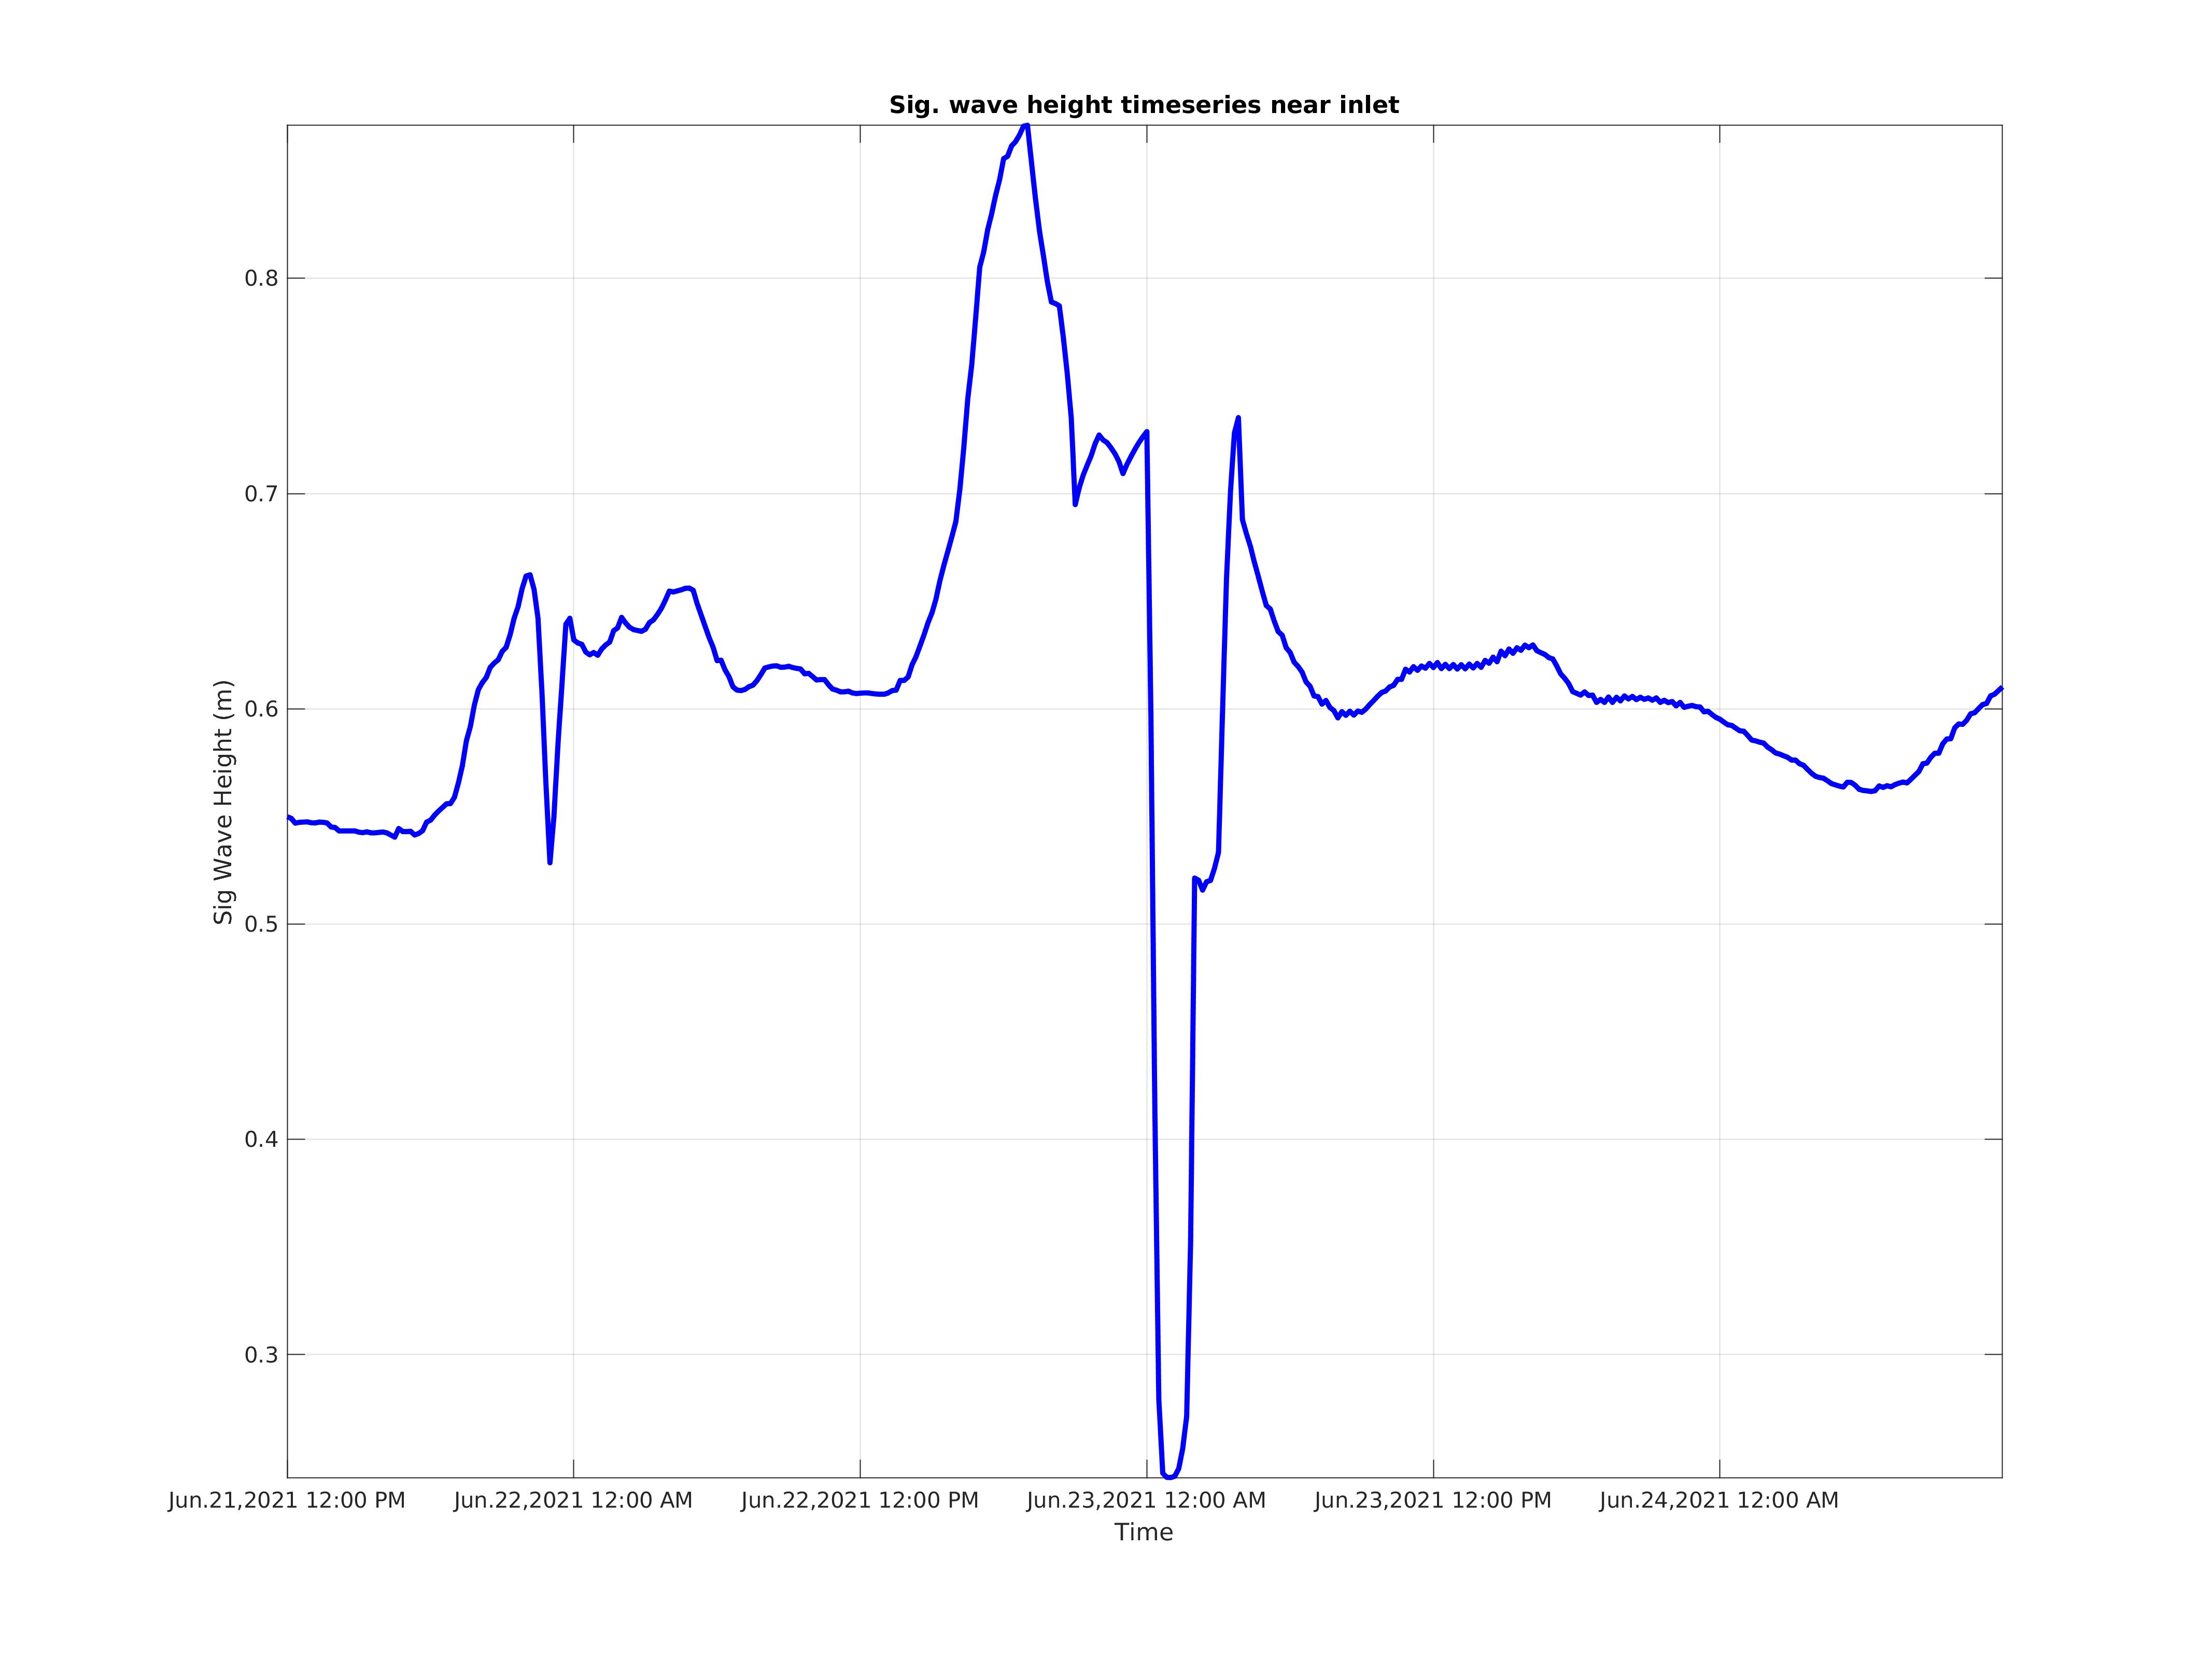 Sig. wave height timeseries near inlet
Sig Wave Height (m)
0.8
0.7
0.6
0.5
0.4
0.3
Jun.21,2021 12:00 PM
Jun.22,2021 12:00 AM
Jun.22,2021 12:00 PM
Jun.23,2021 12:00 AM
Jun.23,2021 12:00 PM
Jun.24,2021 12:00 AM
Time